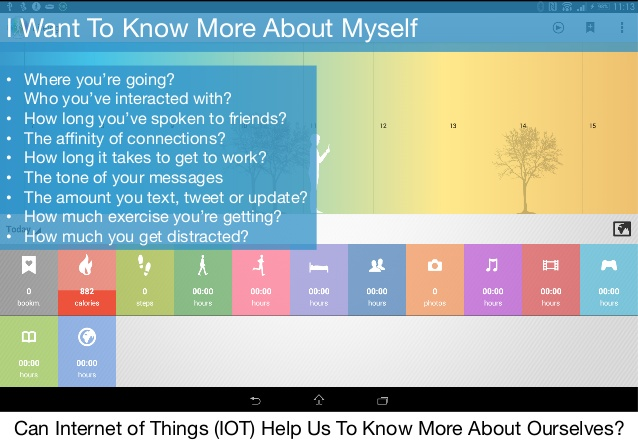 11:13
I Want To Know More About Myself
• Where you're going?
• Who you've interacted with?
• How long you've spoken to friends?
• The affinity of connections?
• How long it takes to get to work?
• The tone of your messages
• The amount you text, tweet or update?
• How much exercise you're getting?
• How much you get distracted?
12 13 14 15
Today
0 882 0 00:00 00:00 00:00 00:00 0 00:00 00:00 00:00
bookm. calories steps hours hours hours hours photos hours hours hours
00:00 00:00
hours hours
Can Internet of Things (IOT) Help Us To Know More About Ourselves?